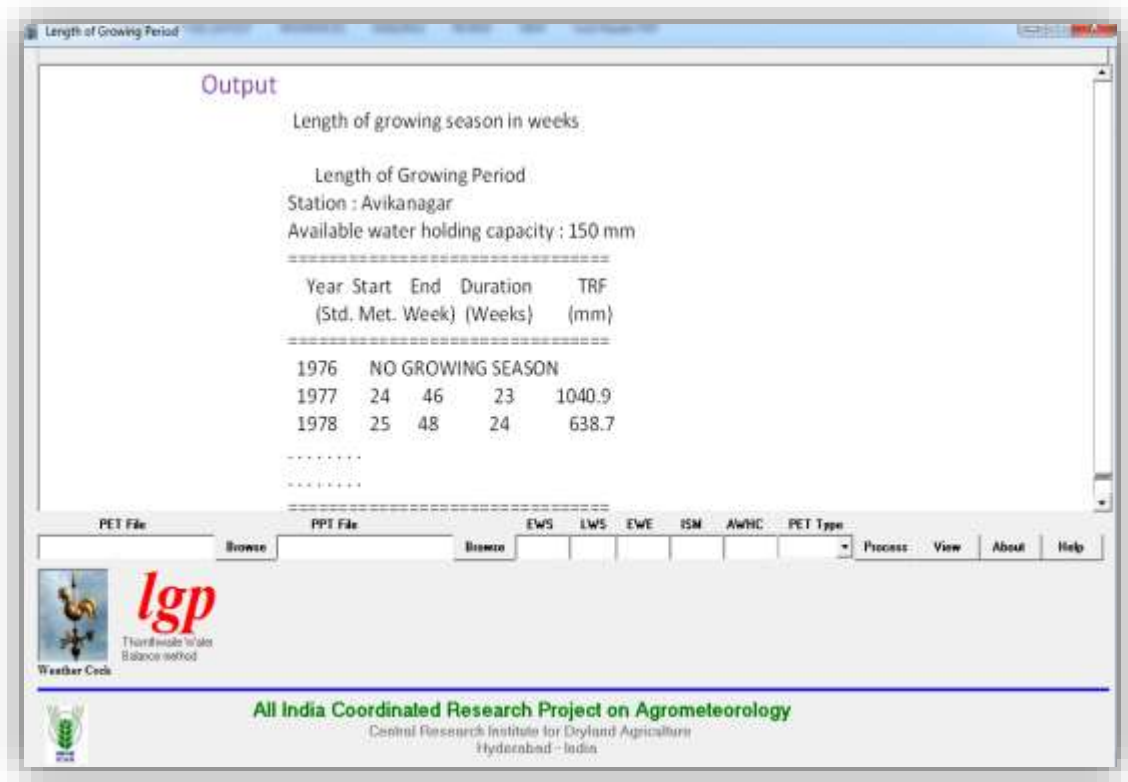 Length of Growing Period
Output
Length of growing season in weeks
Length of Growing Period
Station : Avikanagar
Available water holding capacity : 150 mm
================================
Year Start End Duration TRF
(Std. Met. Week) (Weeks) (mm)
================================
1976 NO GROWING SEASON
1977 24 46 23 1040.9
1978 25 48 24 638.7
. . . . . . . .
. . . . . . . .
================================
PET File PPT File EWS LWS EWE ISM AWHC PET Type
Browse Browse Process View About Help
lgp
Thornthwaite Water
Balance method
Weather Cock
All India Coordinated Research Project on Agrometeorology
Central Research Institute for Dryland Agriculture
Hyderabad - India